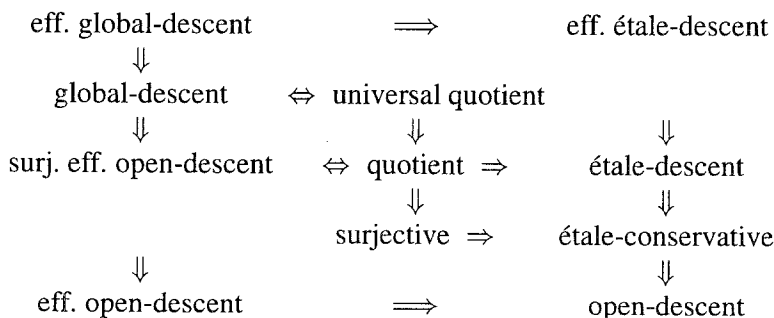 eff. global-descent ⟹ eff. étale-descent
⇓
global-descent ⇔ universal quotient
⇓ ⇓ ⇓
surj. eff. open-descent ⇔ quotient ⇒ étale-descent
⇓ ⇓
surjective ⇒ étale-conservative
⇓ ⇓
eff. open-descent ⟹ open-descent